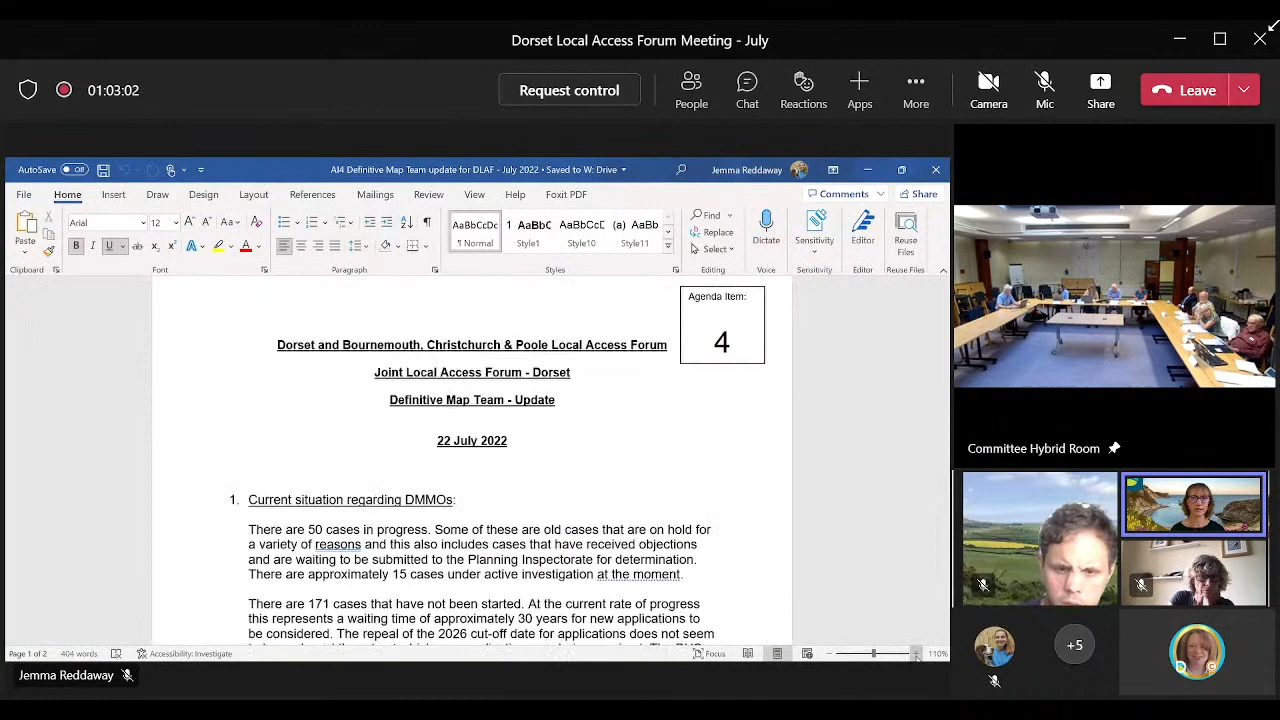 Dorset Local Access Forum Meeting - July
01:03:02
Request control
People
Chat
Reactions
Apps
More
Camera
Mic
Share
Leave
AutoSave Off
AI4 Definitive Map Team update for DLAF - July 2022 • Saved to W: Drive
Jemma Reddaway
File Home Insert Draw Design Layout References Mailings Review View Help Foxit PDF
Comments
Share
Paste
Clipboard
Arial
12
Font
Paragraph
AaBbCcDc
¶ Normal
1 AaBbC
Style1
AaBbCcD
Style10
(a) AaBb
Style11
Styles
Find
Replace
Select
Editing
Dictate
Voice
Sensitivity
Sensitivity
Editor
Editor
Reuse
Files
Reuse Files
Agenda Item:
4
Dorset and Bournemouth, Christchurch & Poole Local Access Forum
Joint Local Access Forum - Dorset
Definitive Map Team - Update
22 July 2022
1. Current situation regarding DMMOs:
There are 50 cases in progress. Some of these are old cases that are on hold for
a variety of reasons and this also includes cases that have received objections
and are waiting to be submitted to the Planning Inspectorate for determination.
There are approximately 15 cases under active investigation at the moment.
There are 171 cases that have not been started. At the current rate of progress
this represents a waiting time of approximately 30 years for new applications to
be considered. The repeal of the 2026 cut-off date for applications does not seem
Page 1 of 2
404 words
Accessibility: Investigate
Focus
110%
Jemma Reddaway
Committee Hybrid Room
+5